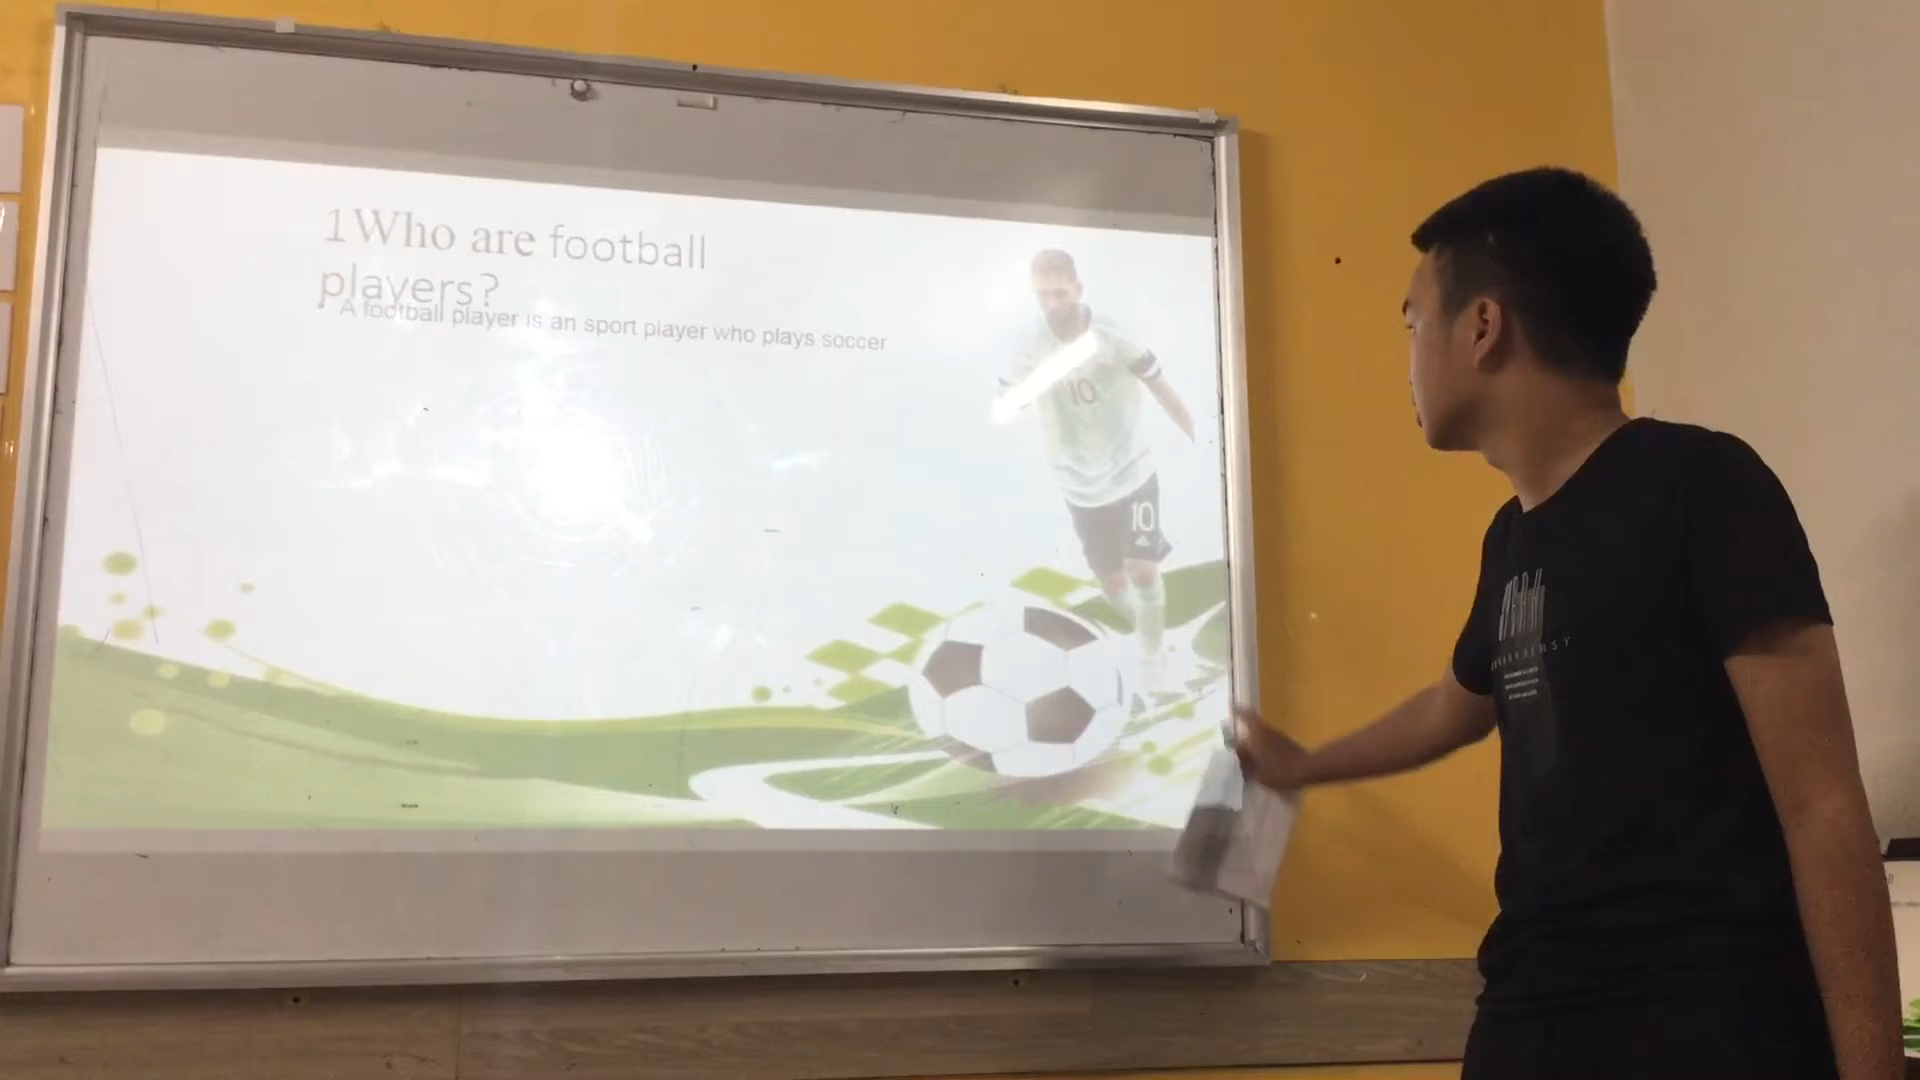 1Who are football
players?
A football player is an sport player who plays soccer
10
10